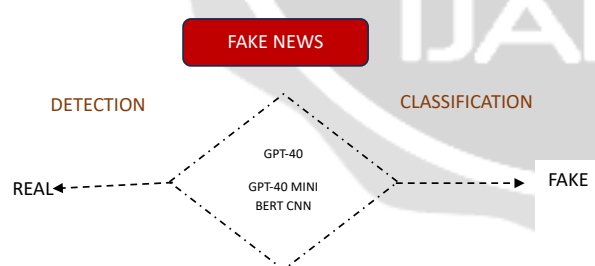 FAKE NEWS
DETECTION
CLASSIFICATION
GPT-40
GPT-40 MINI
BERT CNN
REAL
FAKE